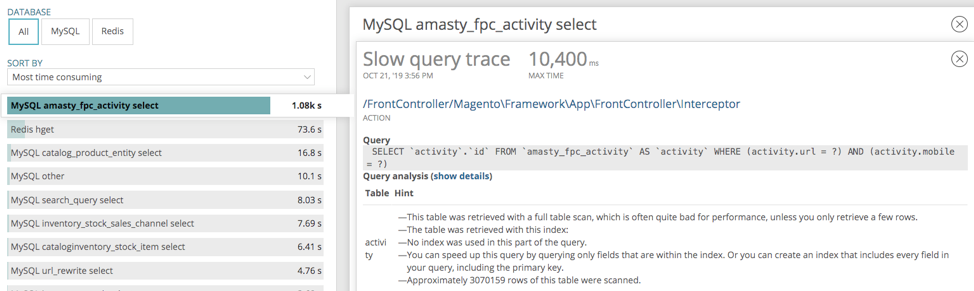 DATABASE
All
MySQL
Redis
SORT BY
Most time consuming
MySQL amasty_fpc_activity select 1.08k s
Redis hget 73.6 s
MySQL catalog_product_entity select 16.8 s
MySQL other 10.1 s
MySQL search_query select 8.03 s
MySQL inventory_stock_sales_channel select 7.69 s
MySQL cataloginventory_stock_item select 6.41 s
MySQL url_rewrite select 4.76 s
MySQL amasty_fpc_activity select
Slow query trace 10,400 ms
OCT 21, '19 3:56 PM MAX TIME
/FrontController/Magento\Framework\App\FrontController\Interceptor
ACTION
Query
SELECT `activity`.`id` FROM `amasty_fpc_activity` AS `activity` WHERE (activity.url = ?) AND (activity.mobile
= ?)
Query analysis (show details)
Table Hint
activi
ty
—This table was retrieved with a full table scan, which is often quite bad for performance, unless you only retrieve a few rows.
—The table was retrieved with this index:
—No index was used in this part of the query.
—You can speed up this query by querying only fields that are within the index. Or you can create an index that includes every field in
your query, including the primary key.
—Approximately 3070159 rows of this table were scanned.